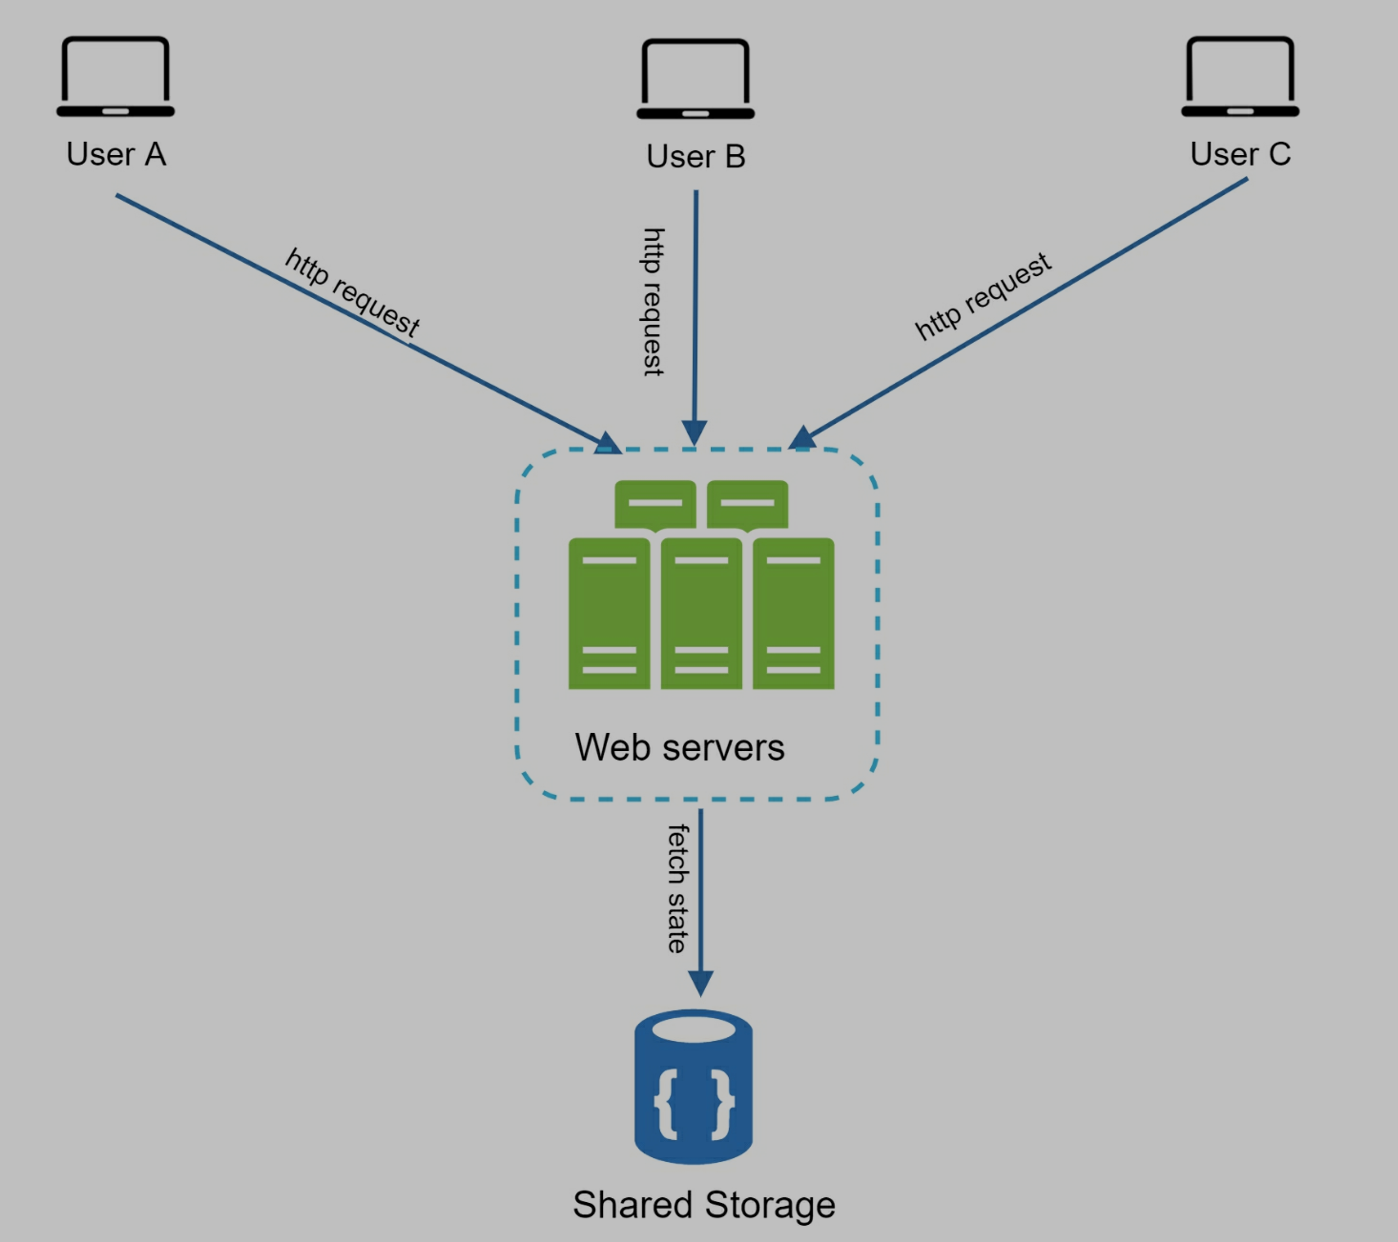 User A
User B
User C
http request
http request
http request
Web servers
fetch state
{ }
Shared Storage